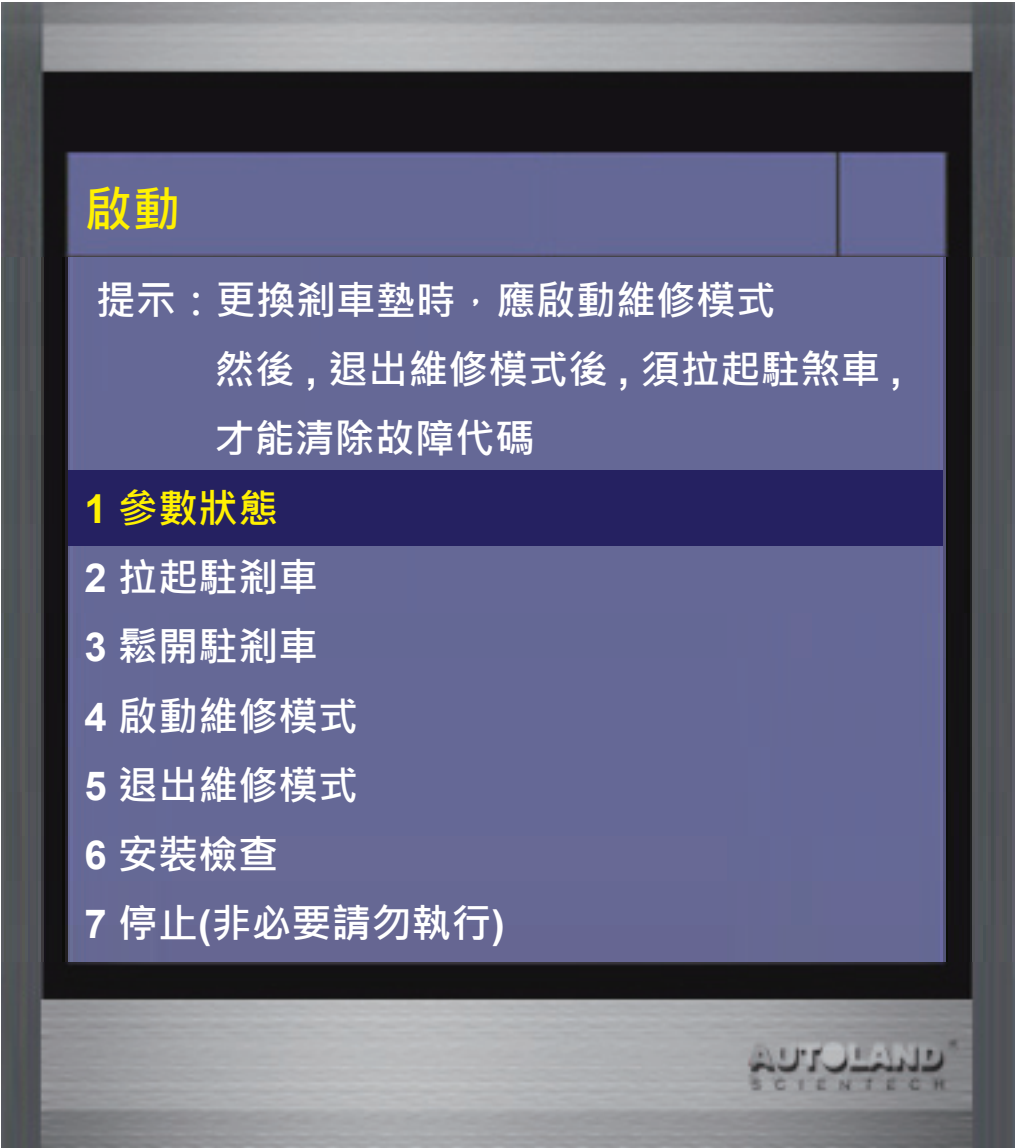 啟動
提示：更換剎車墊時，應啟動維修模式
然後 , 退出維修模式後 , 須拉起駐煞車 ,
才能清除故障代碼
1 參數狀態
2 拉起駐剎車
3 鬆開駐剎車
4 啟動維修模式
5 退出維修模式
6 安裝檢查
7 停止(非必要請勿執行)
AUTOLAND
SCIENTECH